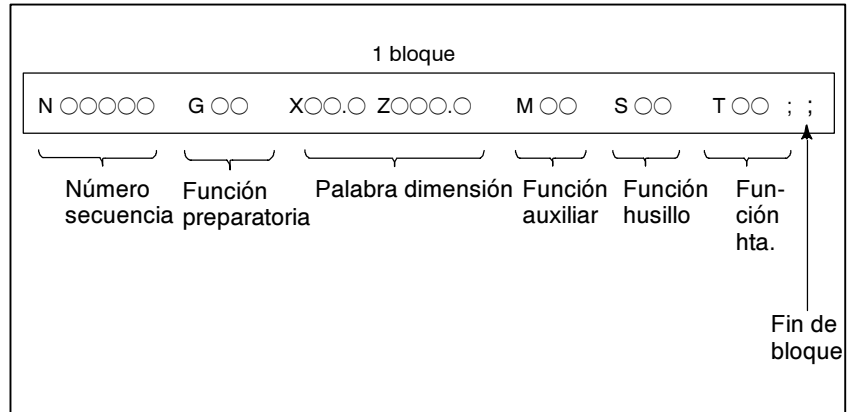 1 bloque
N ○○○○○ G ○○ X○○.○ Z○○○.○ M ○○ S ○○ T ○○ ; ;
Número secuencia
Función preparatoria
Palabra dimensión
Función auxiliar
Función husillo
Fun-
ción
hta.
Fin de
bloque